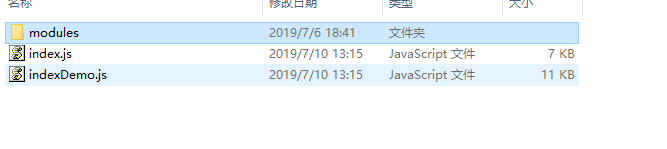 名称 修改日期 类型 大小
modules 2019/7/6 18:41 文件夹
index.js 2019/7/10 13:15 JavaScript 文件 7 KB
indexDemo.js 2019/7/10 13:15 JavaScript 文件 11 KB